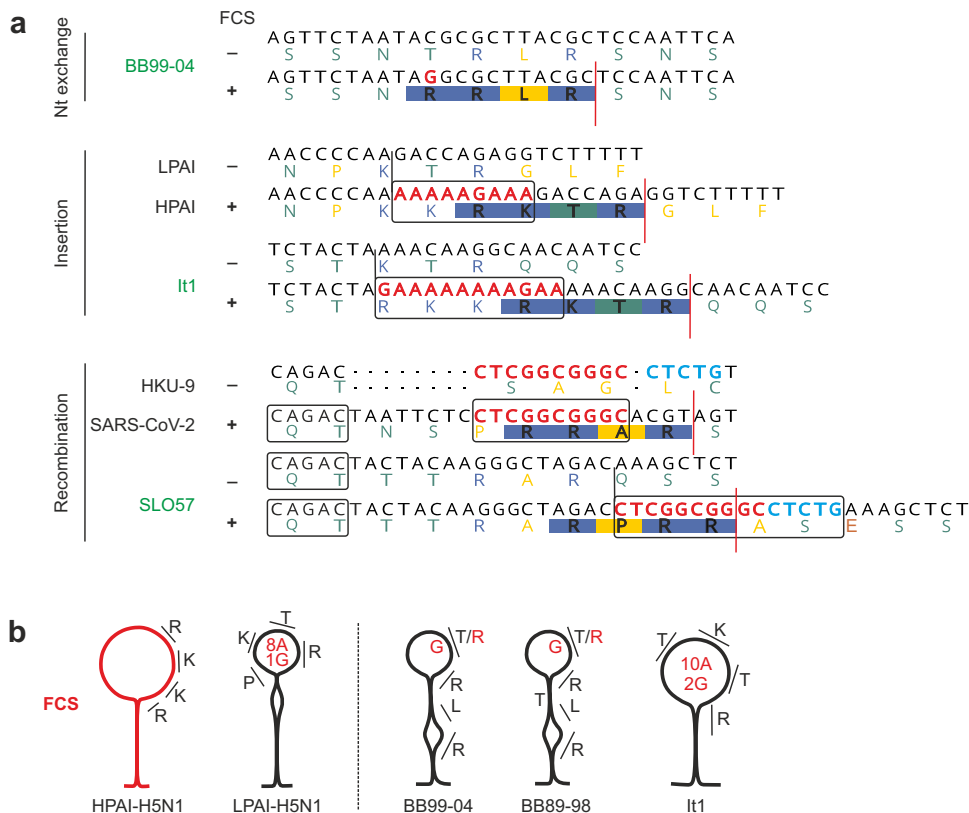 a
FCS
Nt exchange
BB99-04
–
AGTTCTAATACGCGCTTACGCTCCAATTCA
S S N T R L R S N S
+
AGTTCTAATAGGCGCTTACGCTCCAATTCA
S S N R R L R S N S
Insertion
LPAI
–
AACCCCAAGACCAGAGGTCTTTTT
N P K T R G L F
HPAI
+
AACCCCAAAAAAAGAAAGACCAGAGGTCTTTTT
N P K K R K T R G L F
It1
–
TCTACTAAAACAAGGCAACAATCC
S T K T R Q Q S
+
TCTACTAGAAAAAAAAAGAAAAACAAGGCAACAATCC
S T R K K R K T R Q Q S
Recombination
HKU-9
–
CAGAC········CTCGGCGGGC·CTCTGT
Q T S A G L C
SARS-CoV-2
+
CAGACTAATTCTCCTCGGCGGGCACGTAGT
Q T N S P R R A R S
SLO57
–
CAGACTACTACAAGGGCTAGACAAAGCTCT
Q T T T R A R Q S S
+
CAGACTACTACAAGGGCTAGACCTCGGCGGGCCTCTGAAAGCTCT
Q T T T R A R P R R A S E S S
b
FCS
R
K
K
R
HPAI-H5N1
T
K
8A
1G
R
P
LPAI-H5N1
G
T/R
R
L
R
BB99-04
G
T/R
R
T
L
R
BB89-98
T
K
10A
2G
T
R
It1